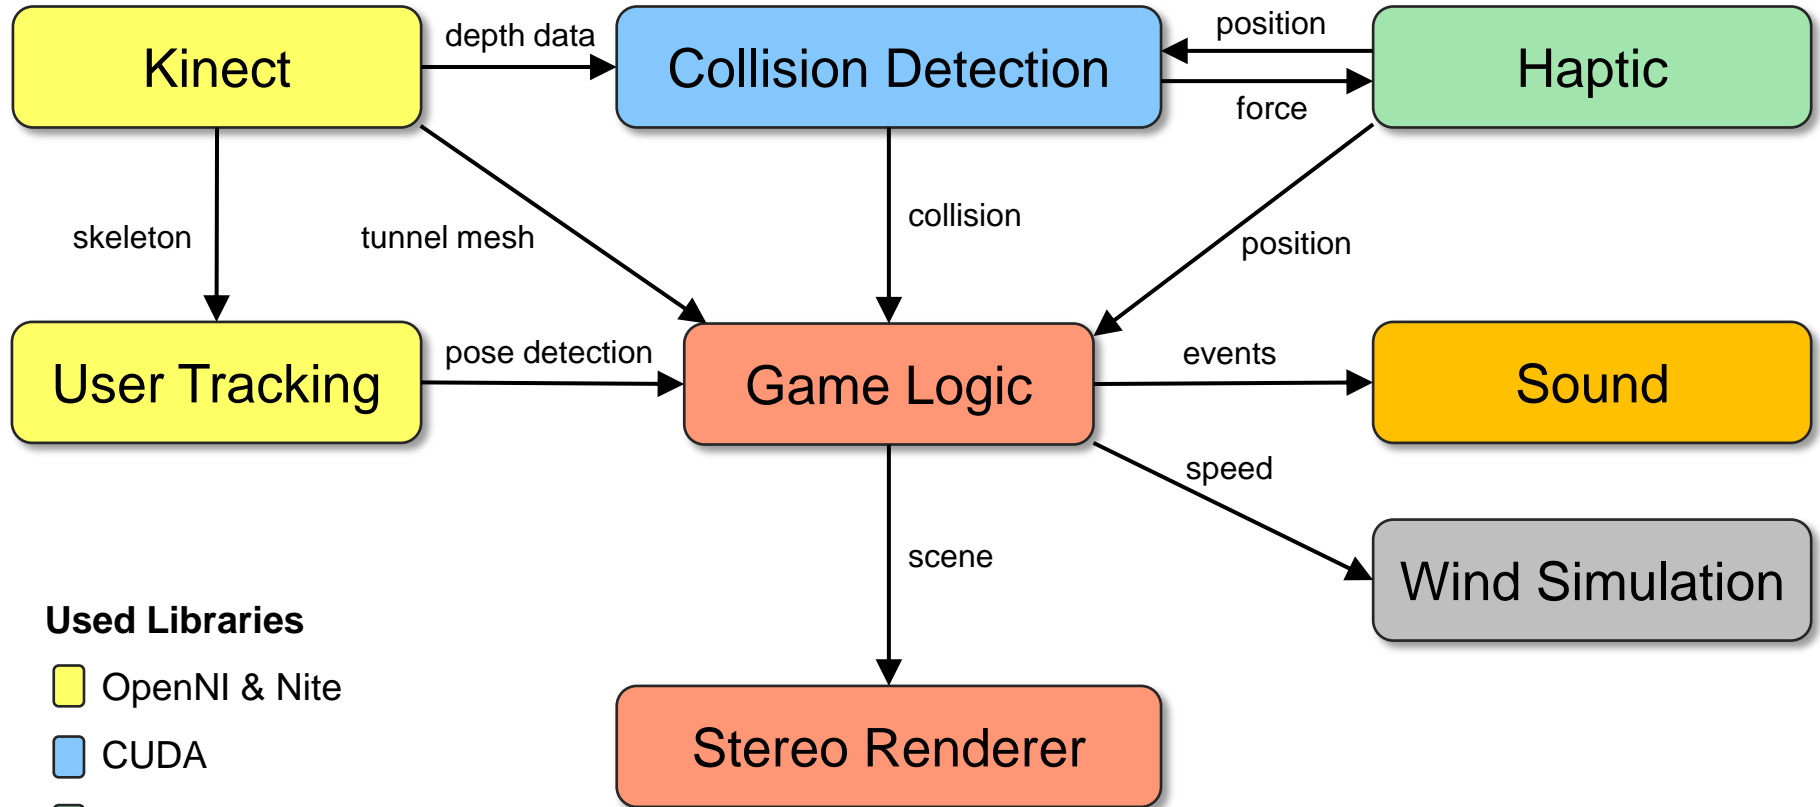 Kinect
depth data
Collision Detection
position
force
Haptic
skeleton
tunnel mesh
collision
position
User Tracking
pose detection
Game Logic
events
Sound
speed
scene
Wind Simulation
Used Libraries
OpenNI & Nite
CUDA
Stereo Renderer